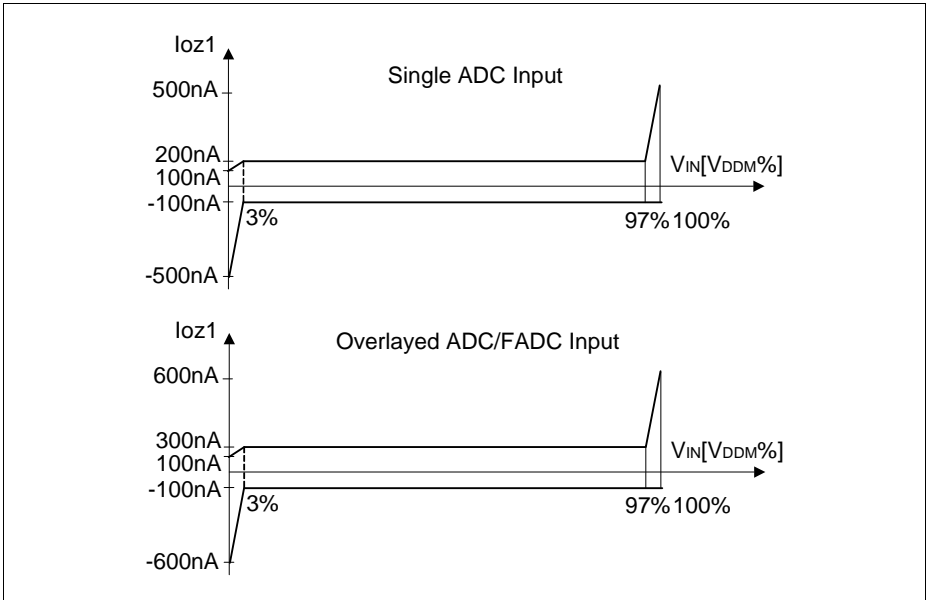 Ioz1
Single ADC Input
500nA
200nA
VIN[VDDM%]
100nA
-100nA
3%
97% 100%
-500nA
Ioz1
Overlayed ADC/FADC Input
600nA
300nA
VIN[VDDM%]
100nA
-100nA
3%
97% 100%
-600nA